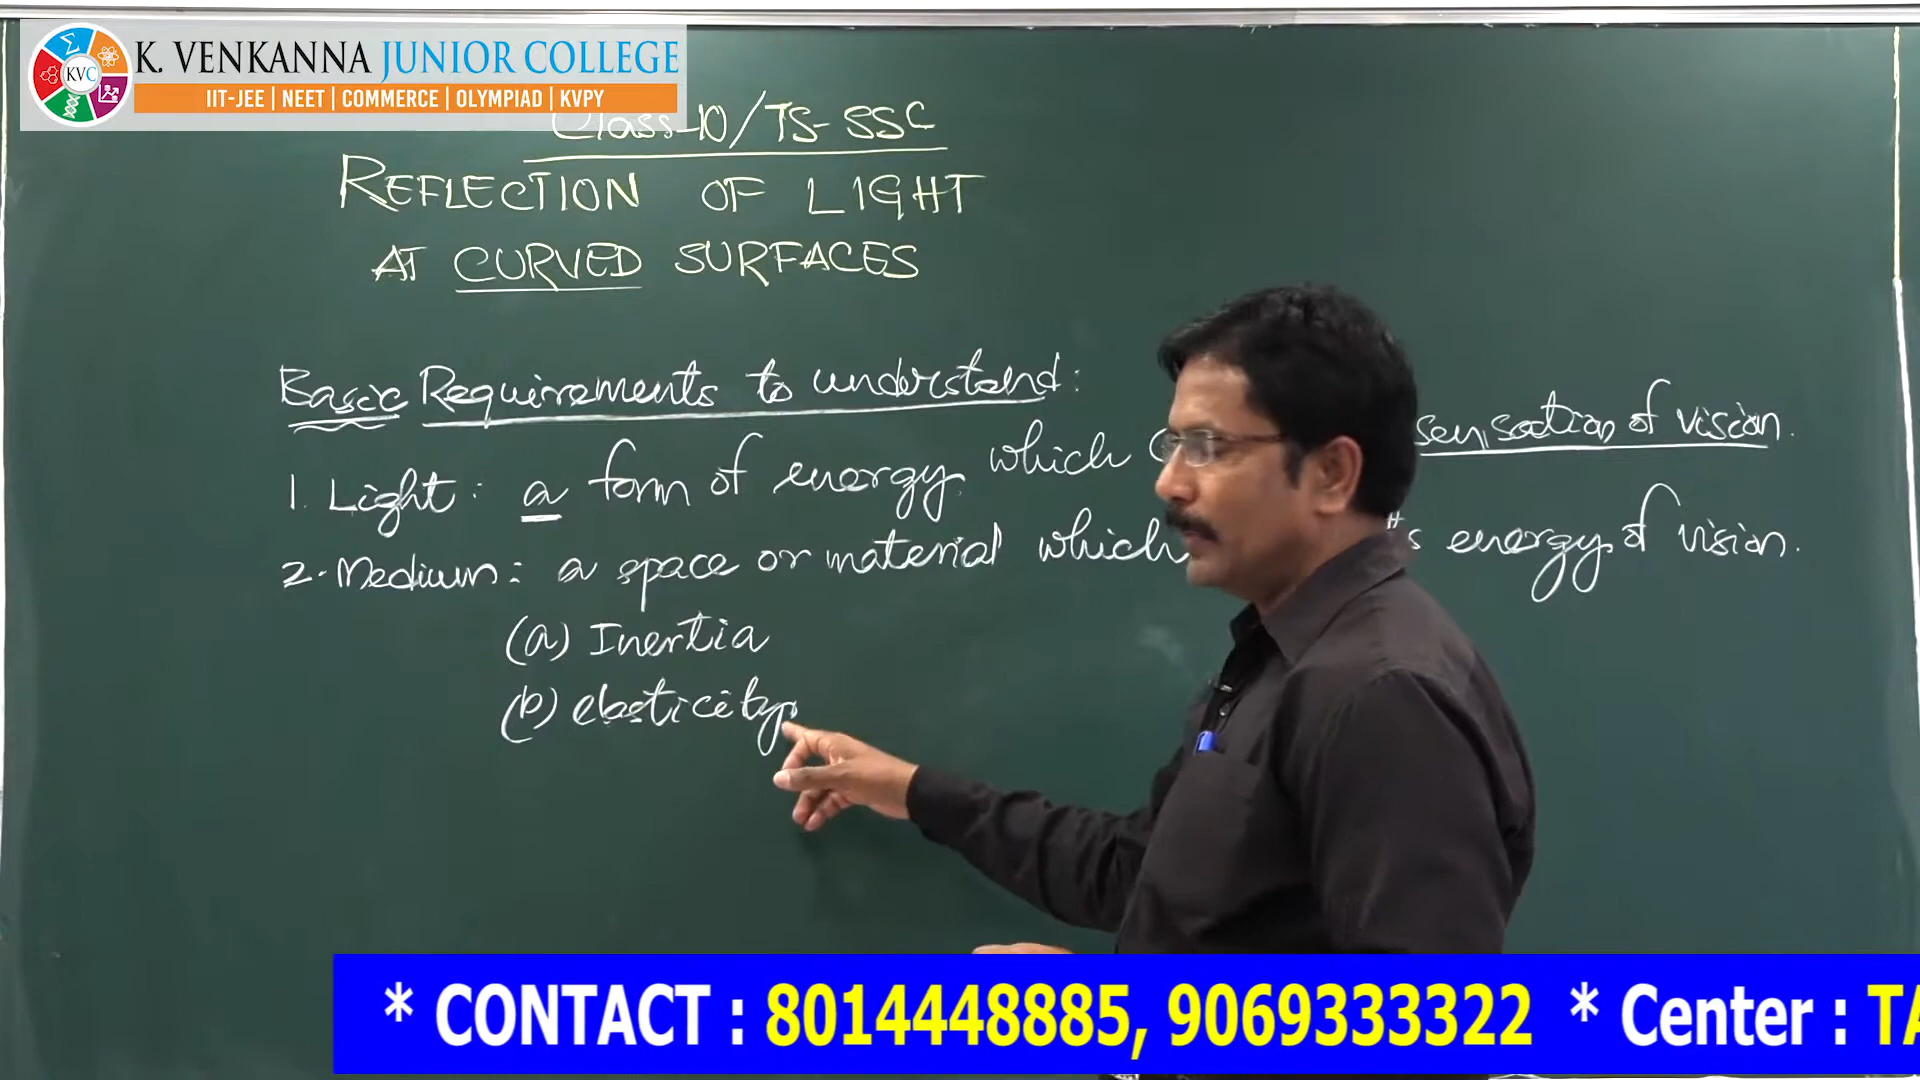 K. VENKANNA JUNIOR COLLEGE
KVC
IIT-JEE | NEET | COMMERCE | OLYMPIAD | KVPY
Class-10/TS-SSC
REFLECTION OF LIGHT
AT CURVED SURFACES
Basic Requirements to understand:
1. Light: a form of energy which sensation of vision.
2. Medium: a space or material which energy of vision.
(a) Inertia
(b) elasticity
* CONTACT : 8014448885, 9069333322 * Center : TA